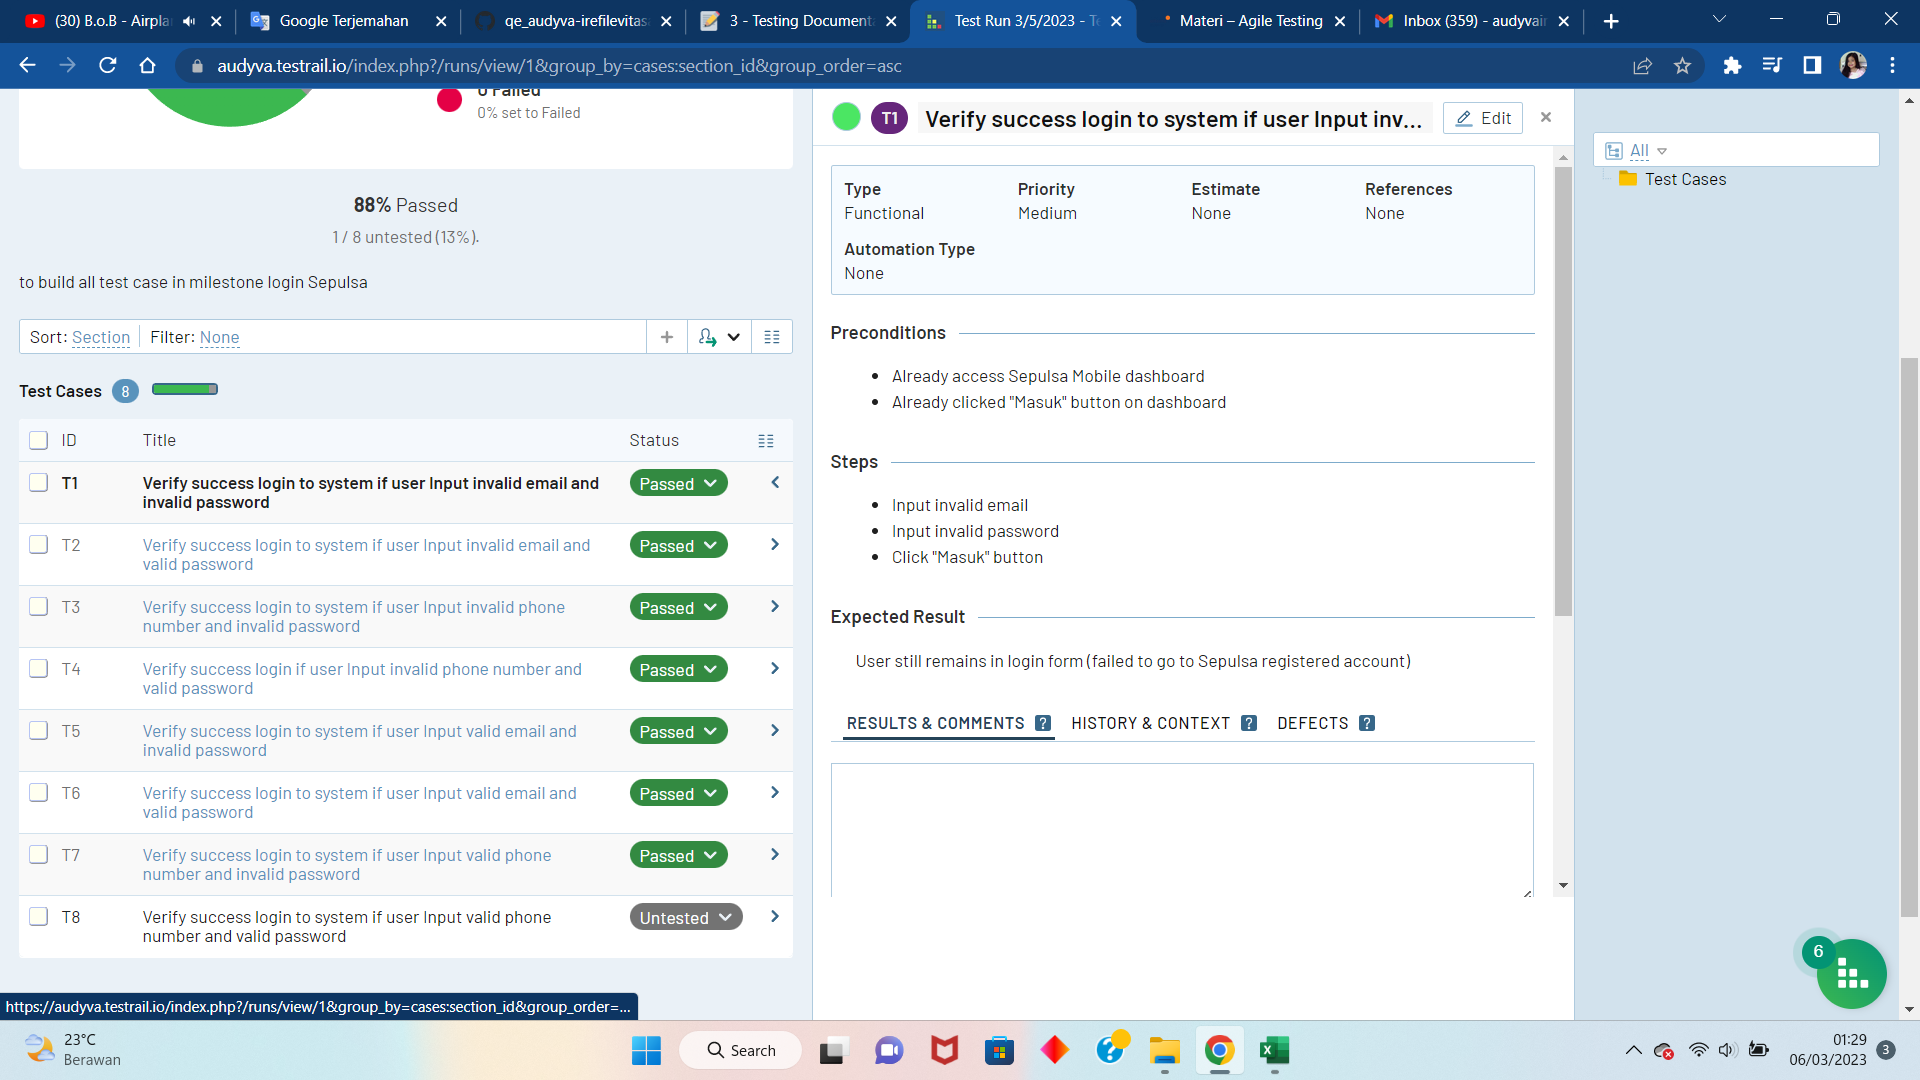 (30) B.o.B - Airpla
Google Terjemahan
qe_audyva-irefilevitas
3 - Testing Document
Test Run 3/5/2023 - Te
Materi – Agile Testing
Inbox (359) - audyvair
audyva.testrail.io/index.php?/runs/view/1&group_by=cases:section_id&group_order=asc
0 Failed
0% set to Failed
88% Passed
1 / 8 untested (13%).
to build all test case in milestone login Sepulsa
Sort: Section
Filter: None
Test Cases 8
ID Title Status
T1 Verify success login to system if user Input invalid email and invalid password Passed
T2 Verify success login to system if user Input invalid email and valid password Passed
T3 Verify success login to system if user Input invalid phone number and invalid password Passed
T4 Verify success login if user Input invalid phone number and valid password Passed
T5 Verify success login to system if user Input valid email and invalid password Passed
T6 Verify success login to system if user Input valid email and valid password Passed
T7 Verify success login to system if user Input valid phone number and invalid password Passed
T8 Verify success login to system if user Input valid phone number and valid password Untested
T1 Verify success login to system if user Input inv... Edit
Type Priority Estimate References
Functional Medium None None
Automation Type
None
Preconditions
Already access Sepulsa Mobile dashboard
Already clicked "Masuk" button on dashboard
Steps
Input invalid email
Input invalid password
Click "Masuk" button
Expected Result
User still remains in login form (failed to go to Sepulsa registered account)
RESULTS & COMMENTS ? HISTORY & CONTEXT ? DEFECTS ?
All
Test Cases
6
https://audyva.testrail.io/index.php?/runs/view/1&group_by=cases:section_id&group_order=...
23°C
Berawan
Search
01:29
06/03/2023
3